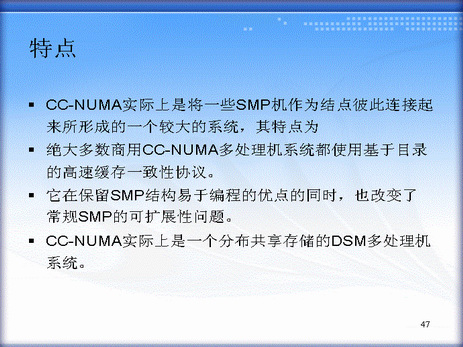 特点
▪ CC-NUMA实际上是将一些SMP机作为结点彼此连接起
来所形成的一个较大的系统，其特点为
▪ 绝大多数商用CC-NUMA多处理机系统都使用基于目录
的高速缓存一致性协议。
▪ 它在保留SMP结构易于编程的优点的同时，也改变了
常规SMP的可扩展性问题。
▪ CC-NUMA实际上是一个分布共享存储的DSM多处理机
系统。
47